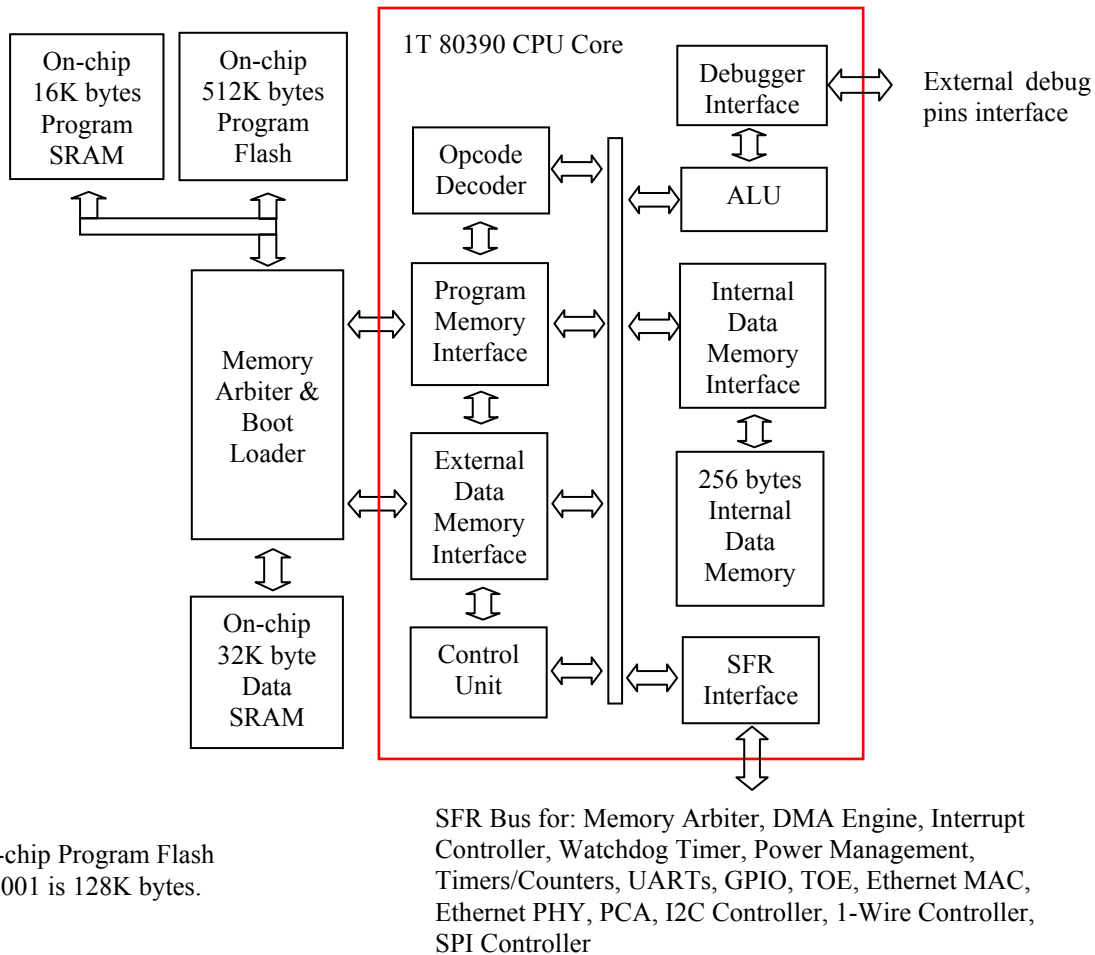 On-chip
16K bytes
Program
SRAM
On-chip
512K bytes
Program
Flash
1T 80390 CPU Core
Debugger
Interface
External debug
pins interface
Opcode
Decoder
ALU
Memory
Arbiter &
Boot
Loader
Program
Memory
Interface
Internal
Data
Memory
Interface
External
Data
Memory
Interface
256 bytes
Internal
Data
Memory
On-chip
32K byte
Data
SRAM
Control
Unit
SFR
Interface
-chip Program Flash
001 is 128K bytes.
SFR Bus for: Memory Arbiter, DMA Engine, Interrupt
Controller, Watchdog Timer, Power Management,
Timers/Counters, UARTs, GPIO, TOE, Ethernet MAC,
Ethernet PHY, PCA, I2C Controller, 1-Wire Controller,
SPI Controller